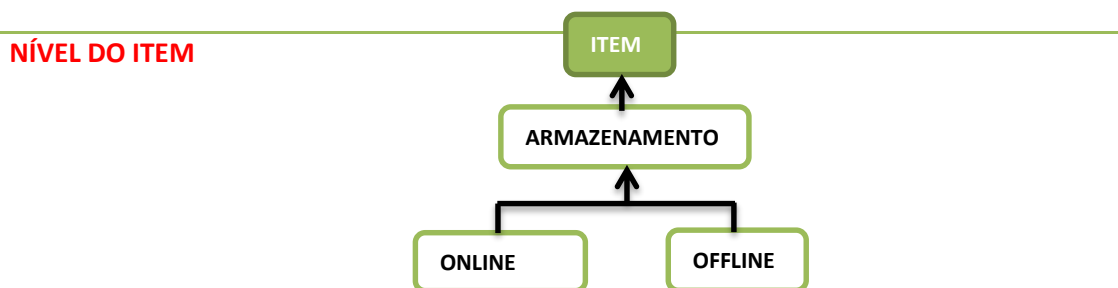 ITEM
NÍVEL DO ITEM
ARMAZENAMENTO
ONLINE
OFFLINE